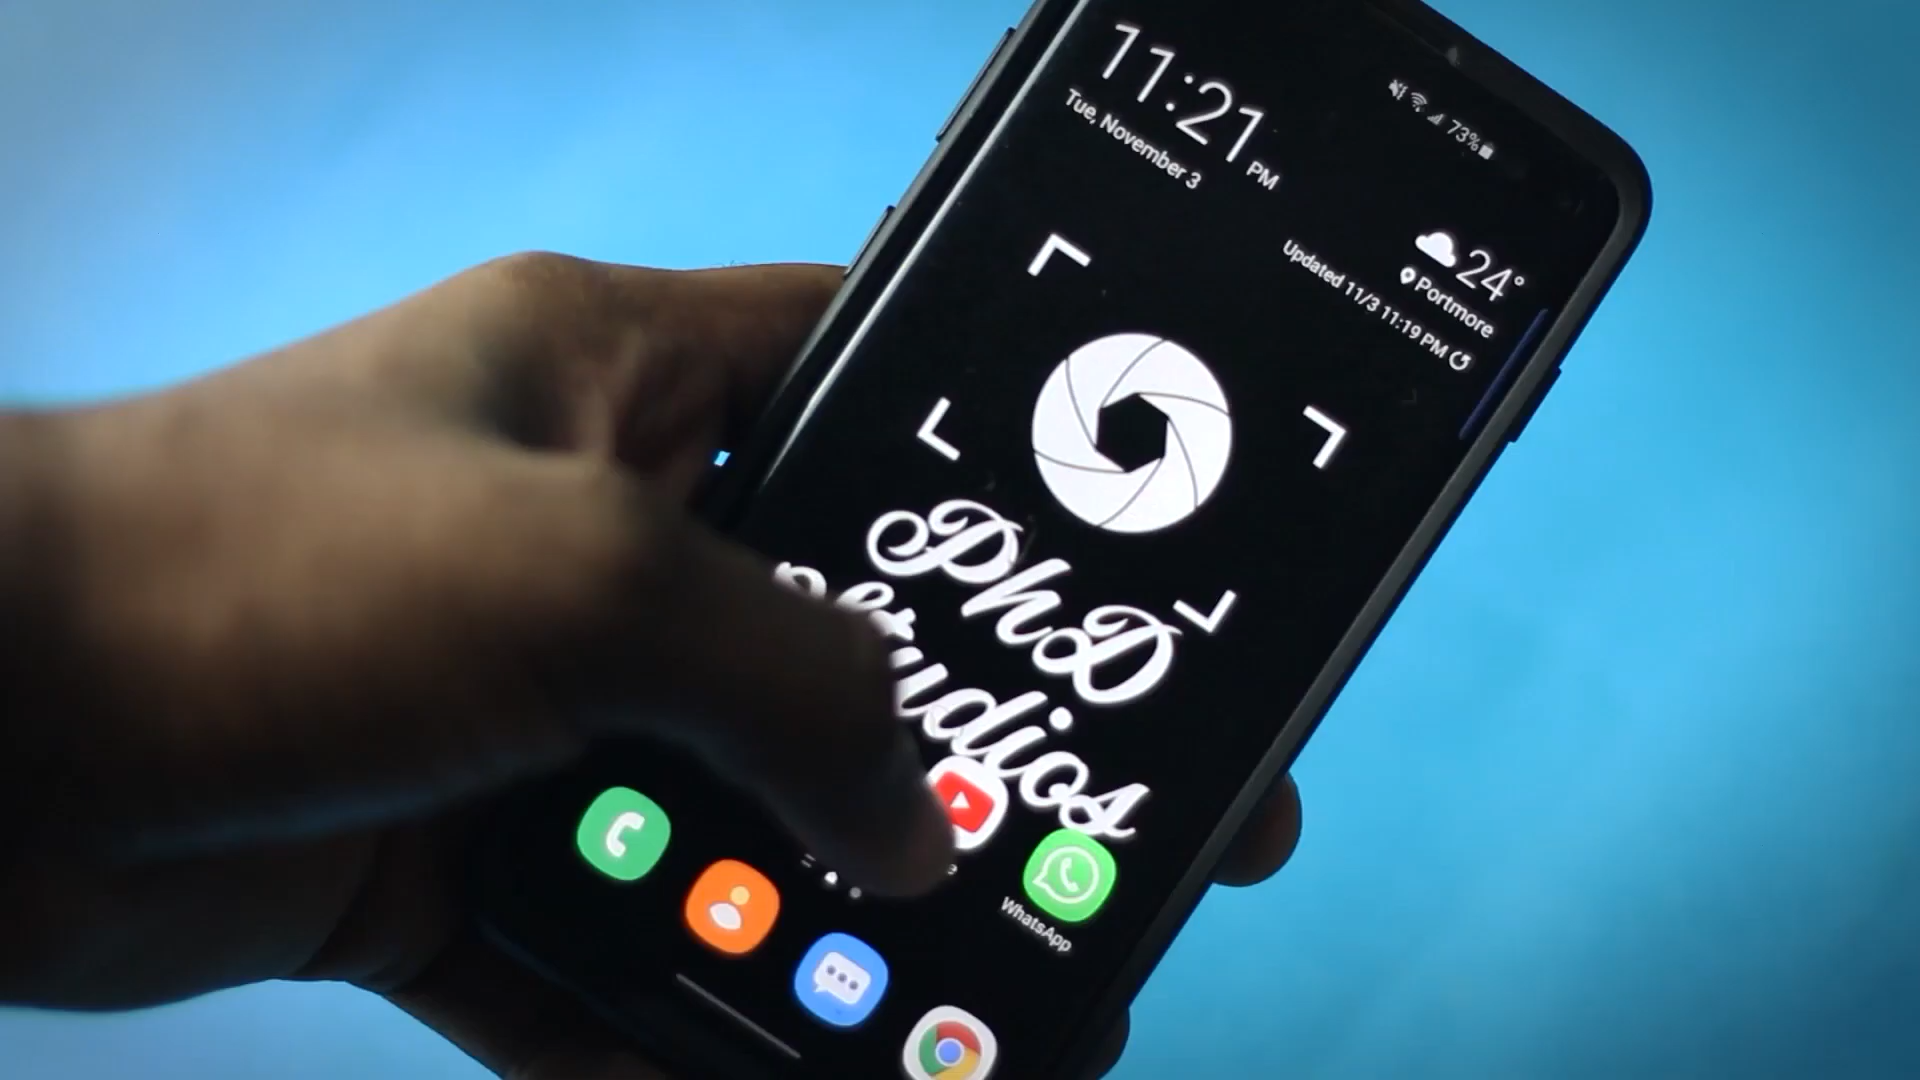 11:21 PM
Tue, November 3
73%
24°
Portmore
Updated 11/3 11:19 PM
PhD
studios
WhatsApp